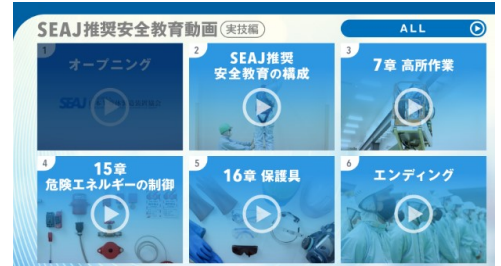 SEAJ推奨安全教育動画 実技編
ALL
1
オープニング
SEAJ
2
SEAJ推奨
安全教育の構成
3
7章 高所作業
4
15章
危険エネルギーの制御
5
16章 保護具
6
エンディング